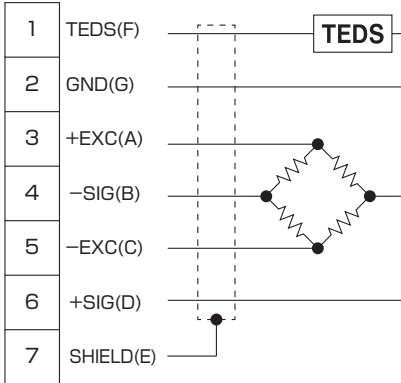 1 TEDS(F) TEDS
2 GND(G)
3 +EXC(A)
4 −SIG(B)
5 −EXC(C)
6 +SIG(D)
7 SHIELD(E)